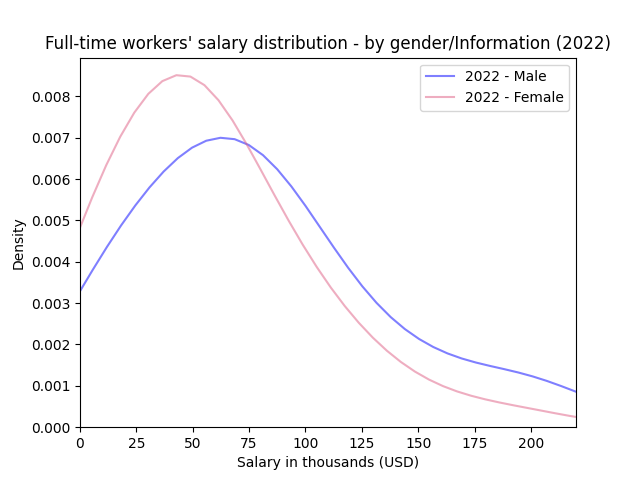 Full-time workers' salary distribution - by gender/Information (2022)
2022 - Male
2022 - Female
Density
0.008
0.007
0.006
0.005
0.004
0.003
0.002
0.001
0.000
0 25 50 75 100 125 150 175 200
Salary in thousands (USD)